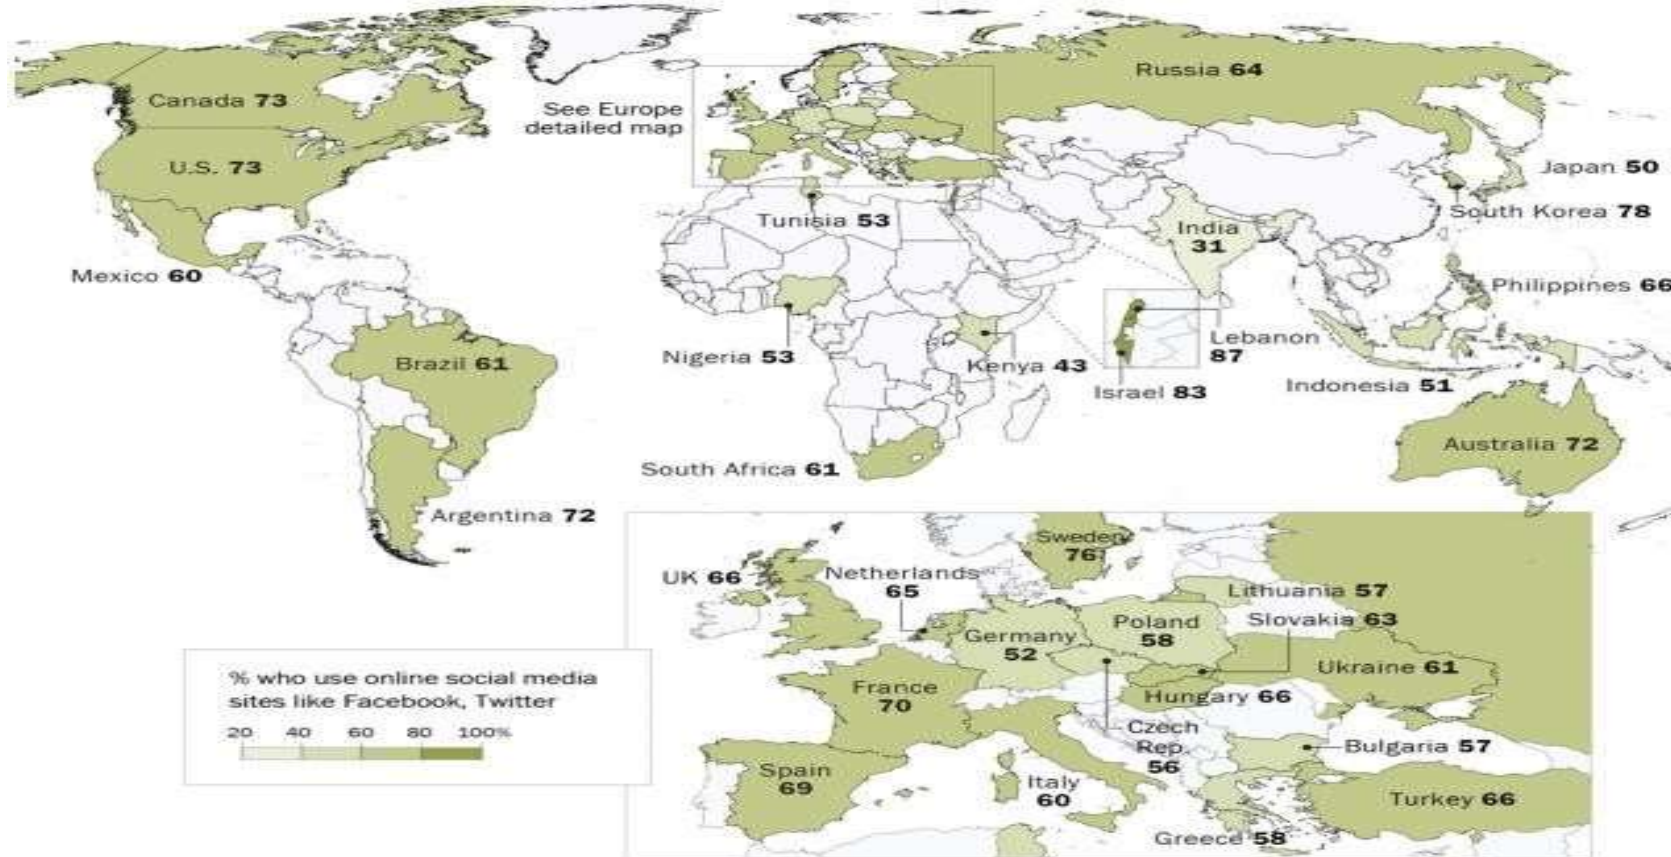 Canada 73
U.S. 73
Mexico 60
Brazil 61
Argentina 72
See Europe
detailed map
Russia 64
Japan 50
South Korea 78
Tunisia 53
India
31
Philippines 66
Nigeria 53
Kenya 43
Lebanon
87
Israel 83
Indonesia 51
South Africa 61
Australia 72
Sweden
76
UK 66
Netherlands
65
Lithuania 57
Slovakia 63
Poland
58
Germany
52
Ukraine 61
France
70
Hungary 66
Czech
Rep.
56
Bulgaria 57
Spain
69
Italy
60
Turkey 66
Greece 58
% who use online social media
sites like Facebook, Twitter
20 40 60 80 100%